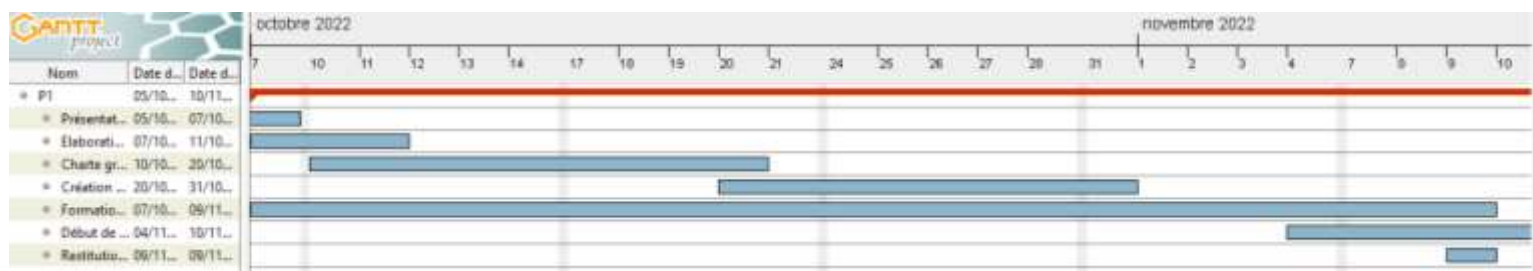 GANTT project
octobre 2022 novembre 2022
7 10 11 12 13 14 17 18 19 20 21 24 25 26 27 28 31 1 2 3 4 7 8 9 10
Nom Date d... Date d...
P1 05/10... 10/11...
Présentat... 05/10... 07/10...
Elaborati... 07/10... 11/10...
Charte gr... 10/10... 20/10...
Création ... 20/10... 31/10...
Formatio... 07/10... 09/11...
Début de ... 04/11... 10/11...
Restitutio... 09/11... 09/11...